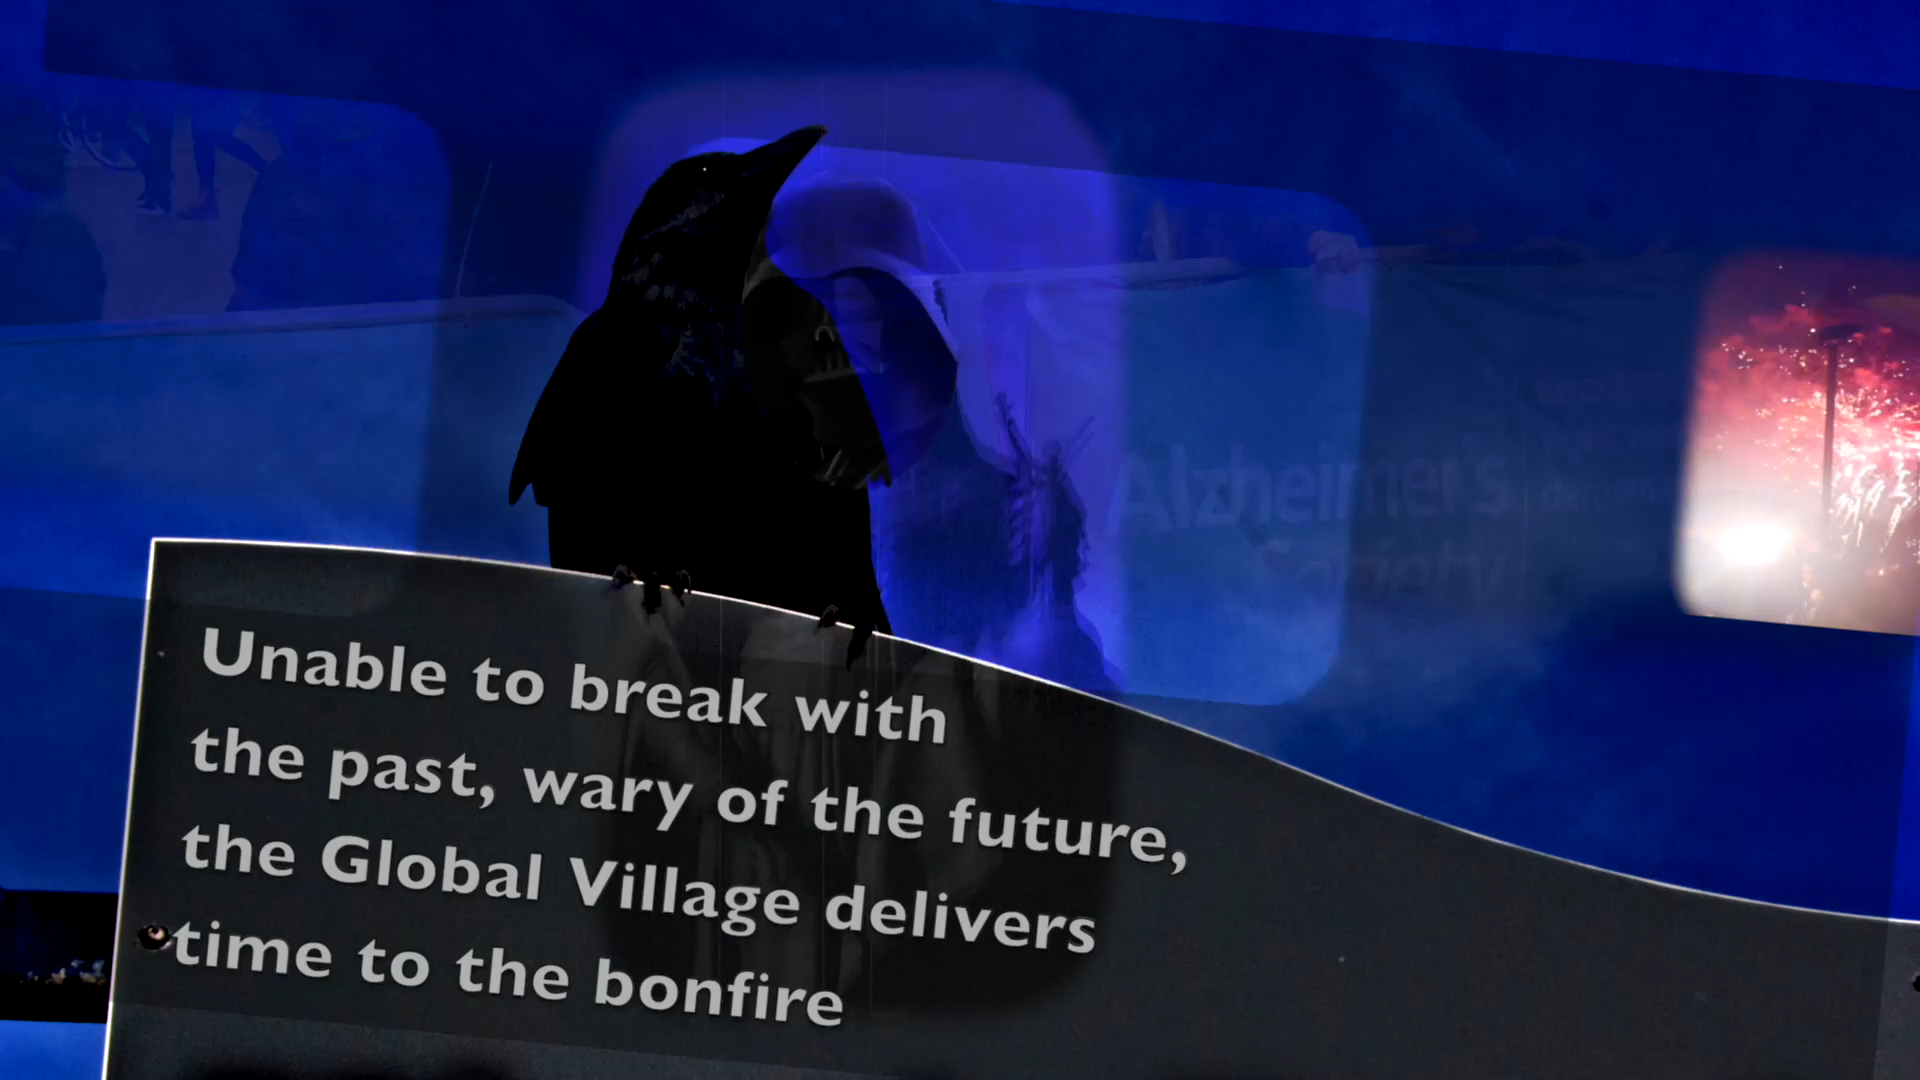 Alzheimer's
Society
Unable to break with
the past, wary of the future,
the Global Village delivers
time to the bonfire